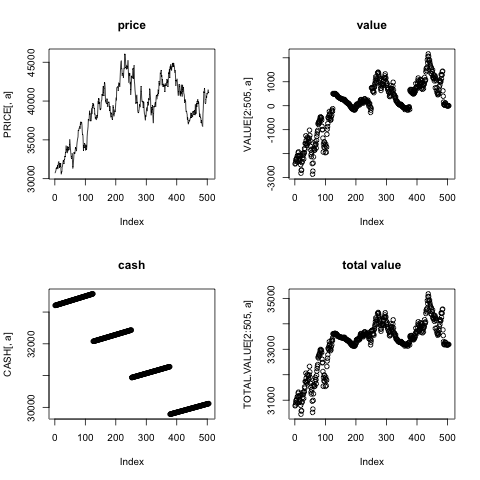 price
PRICE[, a]
30000 35000 40000 45000
0 100 200 300 400 500
Index
value
VALUE[2:505, a]
-3000 -1000 0 1000
0 100 200 300 400 500
Index
cash
CASH[, a]
30000 32000
0 100 200 300 400 500
Index
total value
TOTAL.VALUE[2:505, a]
31000 33000 35000
0 100 200 300 400 500
Index